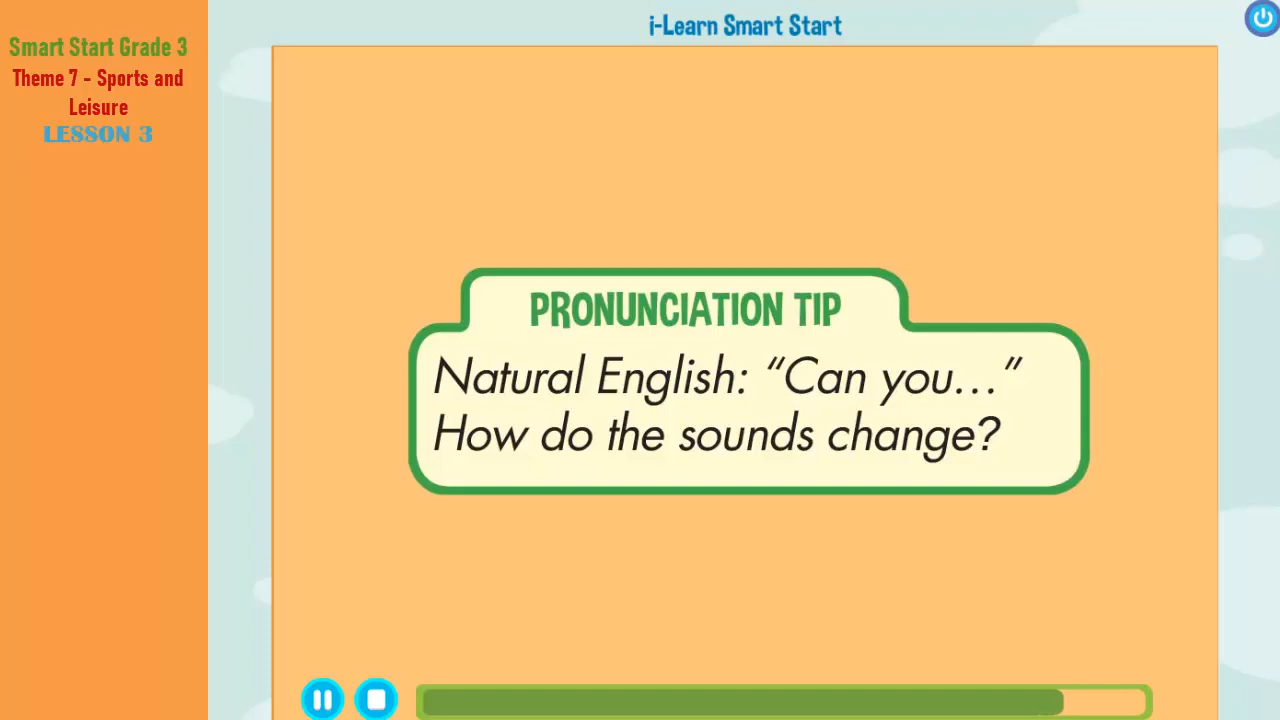 i-Learn Smart Start
Smart Start Grade 3
Theme 7 - Sports and
Leisure
LESSON 3
PRONUNCIATION TIP
Natural English: “Can you...”
How do the sounds change?